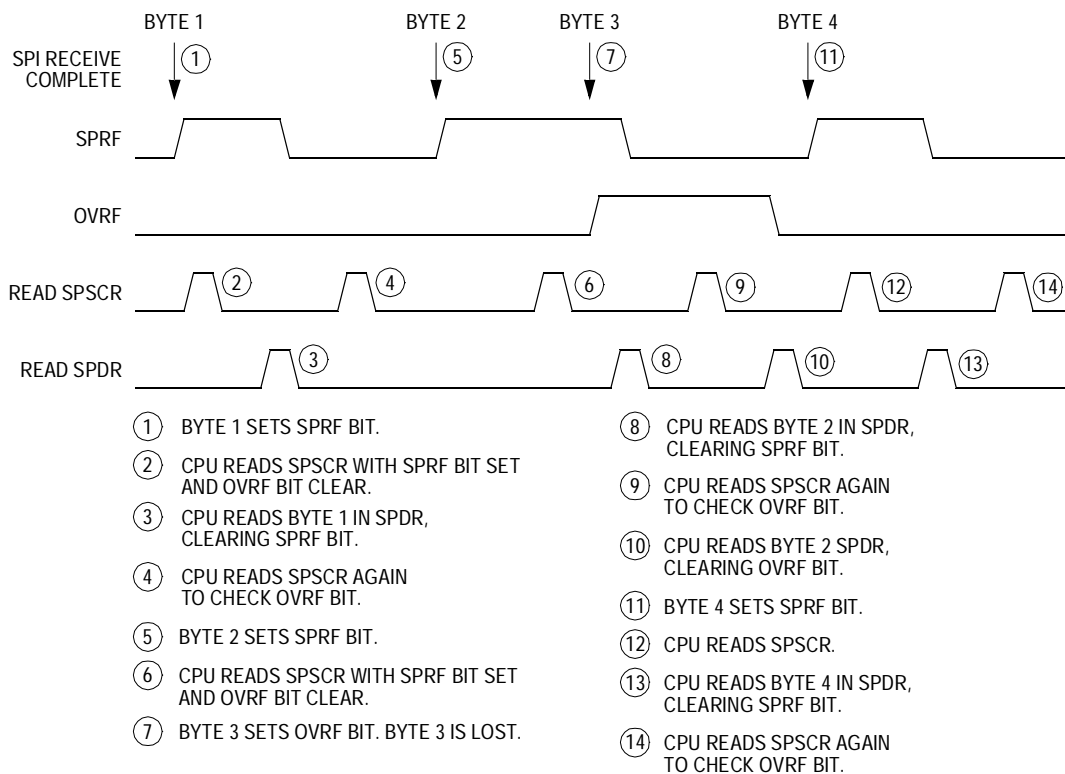 BYTE 1 BYTE 2 BYTE 3 BYTE 4
SPI RECEIVE
COMPLETE
1 5 7 11
SPRF
OVRF
READ SPSCR
2 4 6 9 12 14
READ SPDR
3 8 10 13
1 BYTE 1 SETS SPRF BIT.
2 CPU READS SPSCR WITH SPRF BIT SET
AND OVRF BIT CLEAR.
3 CPU READS BYTE 1 IN SPDR,
CLEARING SPRF BIT.
4 CPU READS SPSCR AGAIN
TO CHECK OVRF BIT.
5 BYTE 2 SETS SPRF BIT.
6 CPU READS SPSCR WITH SPRF BIT SET
AND OVRF BIT CLEAR.
7 BYTE 3 SETS OVRF BIT. BYTE 3 IS LOST.
8 CPU READS BYTE 2 IN SPDR,
CLEARING SPRF BIT.
9 CPU READS SPSCR AGAIN
TO CHECK OVRF BIT.
10 CPU READS BYTE 2 SPDR,
CLEARING OVRF BIT.
11 BYTE 4 SETS SPRF BIT.
12 CPU READS SPSCR.
13 CPU READS BYTE 4 IN SPDR,
CLEARING SPRF BIT.
14 CPU READS SPSCR AGAIN
TO CHECK OVRF BIT.